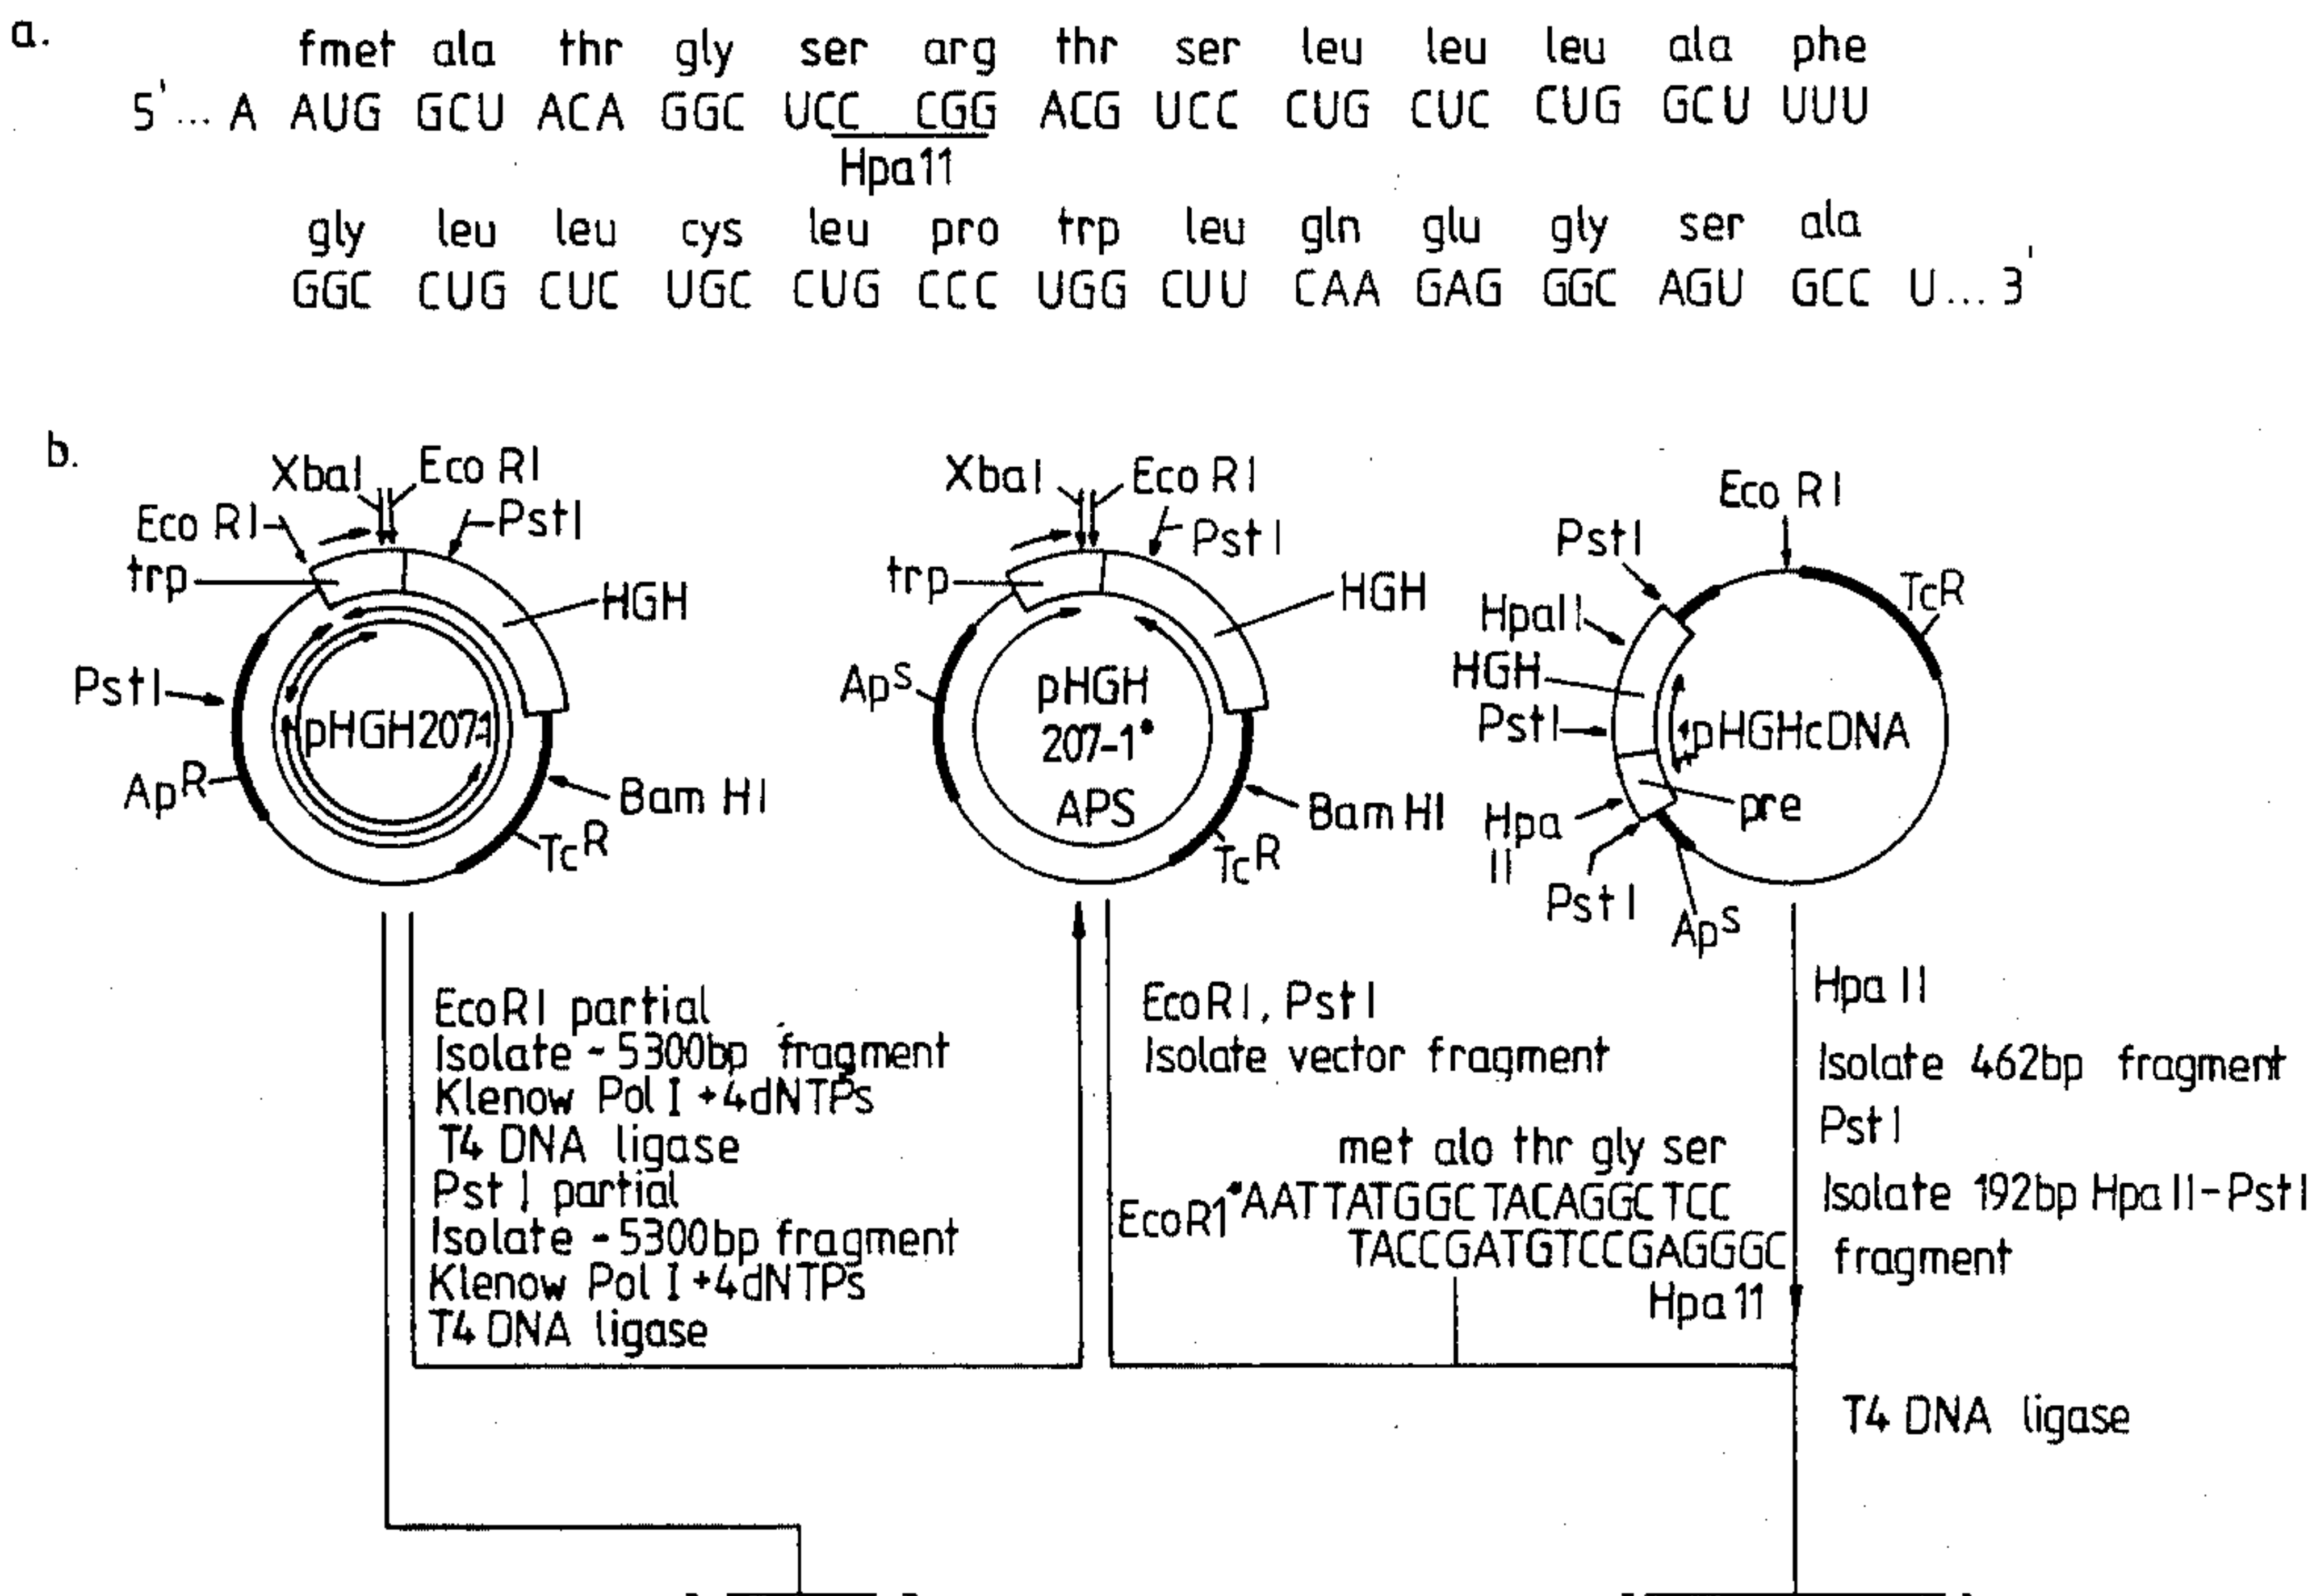 a.
fmet ala thr gly ser arg thr ser leu leu leu ala phe
5'... A AUG GCU ACA GGC UCC CGG ACG UCC CUG CUC CUG GCU UUU
Hpa11
gly leu leu cys leu pro trp leu gln glu gly ser ala
GGC CUG CUC UGC CUG CCC UGG CUU CAA GAG GGC AGU GCC U... 3'
b.
XbaI
Eco RI
Eco RI
PstI
trp
HGH
PstI
pHGH207-1
ApR
Bam HI
TcR
XbaI
Eco RI
PstI
trp
HGH
ApS
pHGH
207-1*
APS
Bam HI
TcR
Eco RI
PstI
TcR
HpaII
HGH
PstI
pHGHcDNA
Hpa
II
pre
PstI
ApS
EcoRI partial
Isolate ~5300bp fragment
Klenow Pol I +4dNTPs
T4 DNA ligase
Pst I partial
Isolate ~5300bp fragment
Klenow Pol I +4dNTPs
T4 DNA ligase
EcoRI, PstI
Isolate vector fragment
met alo thr gly ser
EcoR1 *AATTATGGCTACAGGCTCC
TACCGATGTCCGAGGGC
Hpa11
Hpa II
Isolate 462bp fragment
PstI
Isolate 192bp HpaII-PstI
fragment
T4 DNA ligase